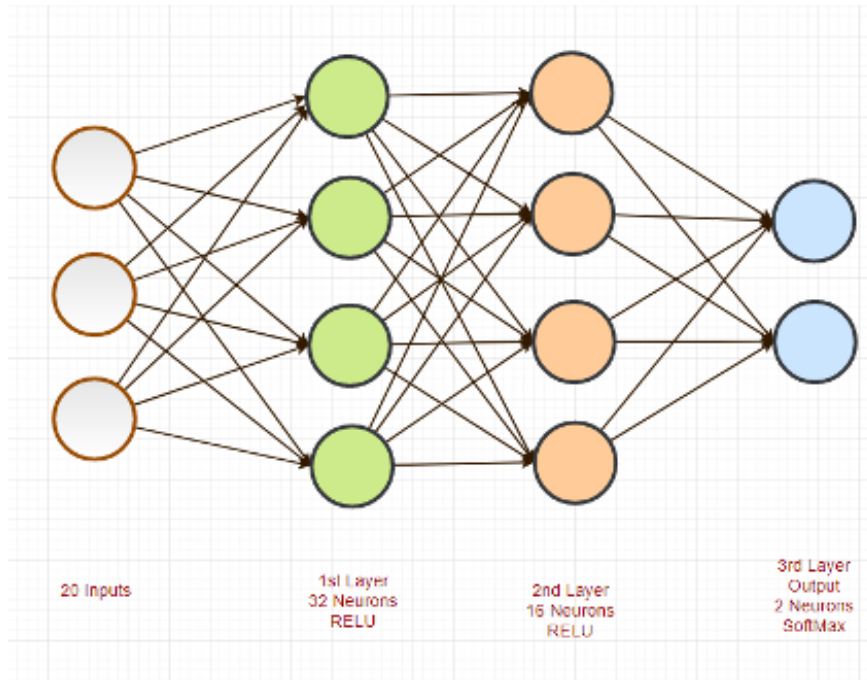 20 Inputs
1st Layer
32 Neurons
RELU
2nd Layer
16 Neurons
RELU
3rd Layer
Output
2 Neurons
SoftMax